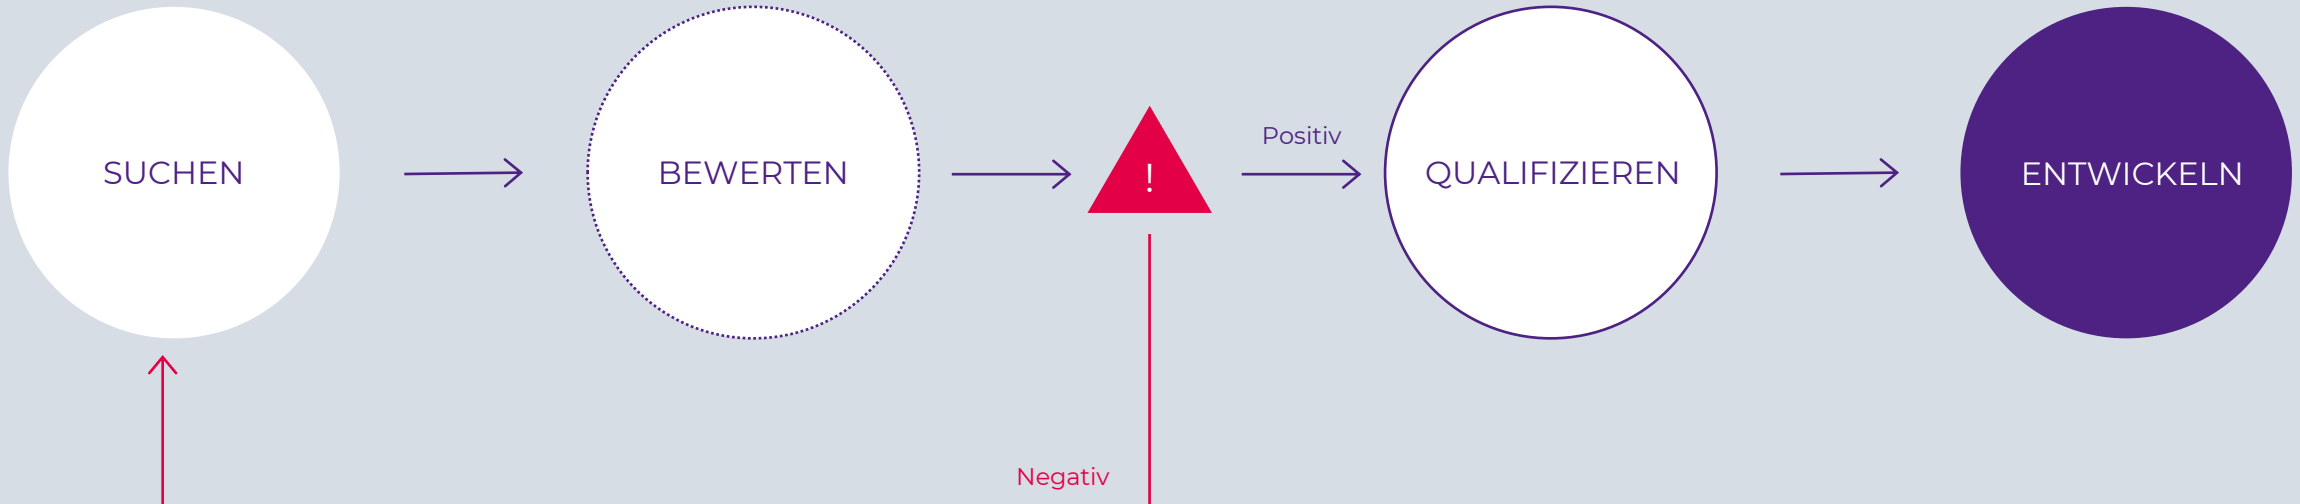 SUCHEN
BEWERTEN
!
Positiv
QUALIFIZIEREN
ENTWICKELN
Negativ